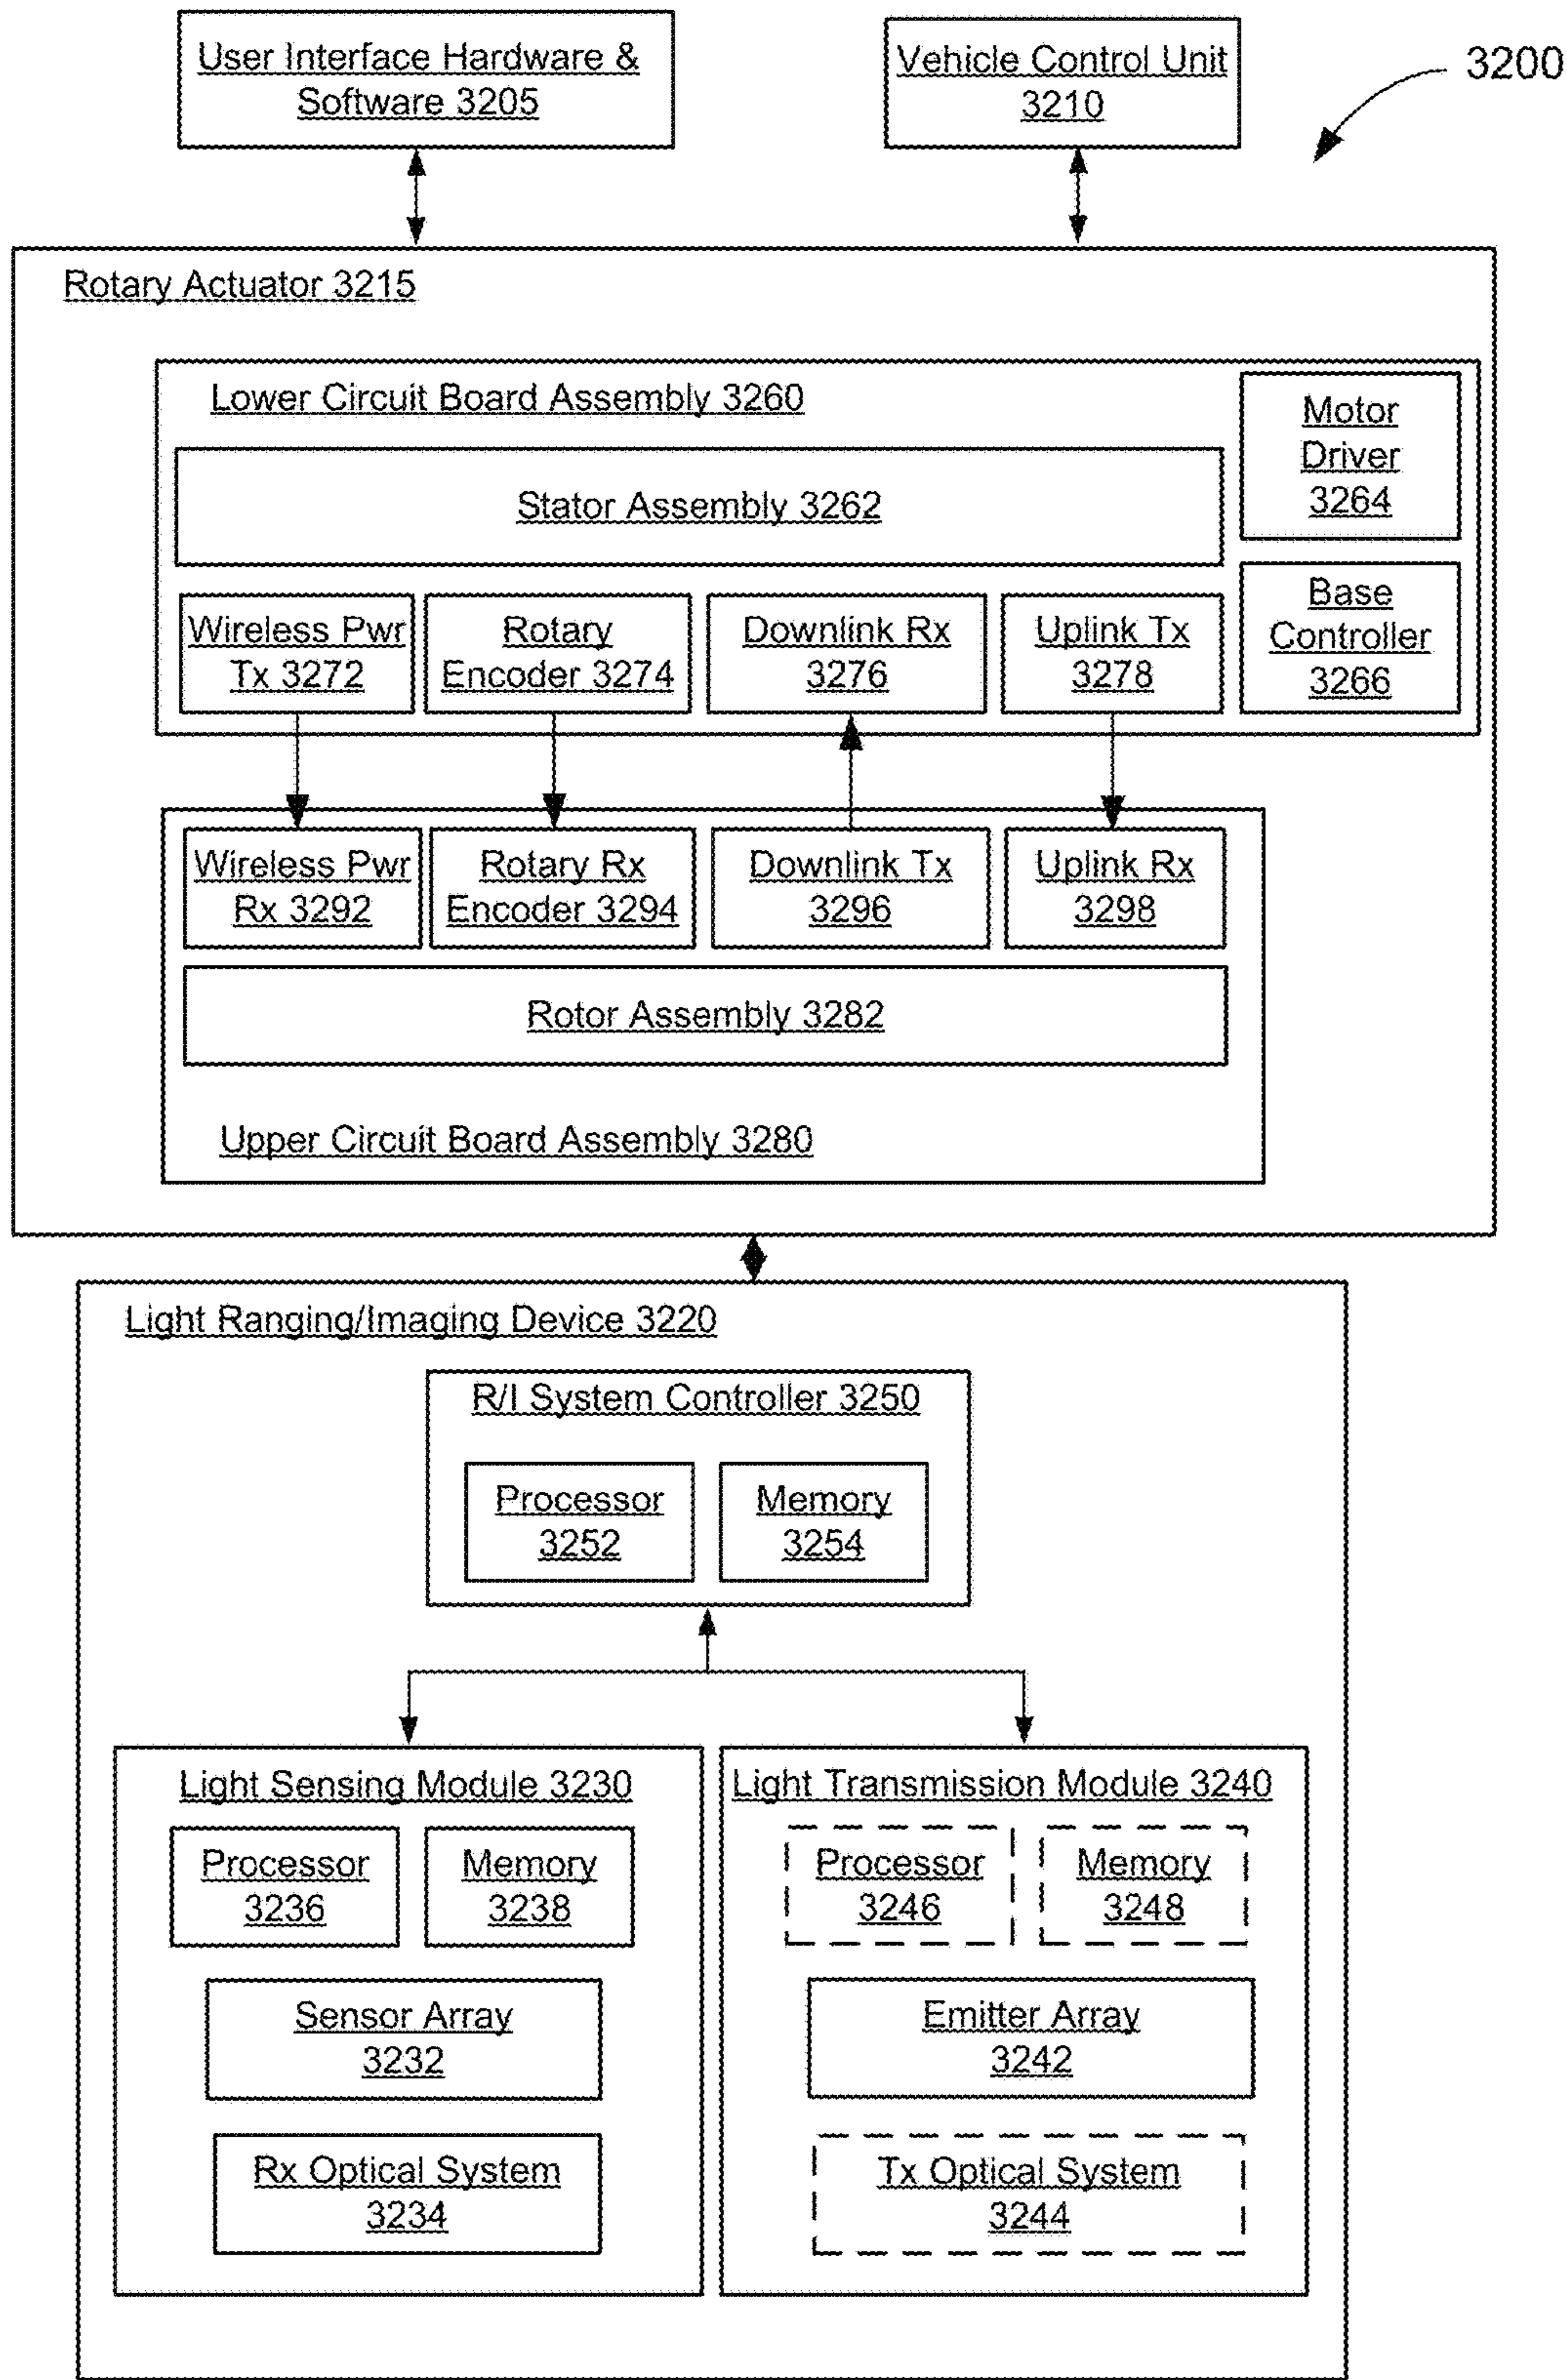 User Interface Hardware &
Software 3205
Vehicle Control Unit
3210
3200
Rotary Actuator 3215
Lower Circuit Board Assembly 3260
Motor
Driver
3264
Stator Assembly 3262
Base
Controller
3266
Wireless Pwr
Tx 3272
Rotary
Encoder 3274
Downlink Rx
3276
Uplink Tx
3278
Wireless Pwr
Rx 3292
Rotary Rx
Encoder 3294
Downlink Tx
3296
Uplink Rx
3298
Rotor Assembly 3282
Upper Circuit Board Assembly 3280
Light Ranging/Imaging Device 3220
R/I System Controller 3250
Processor
3252
Memory
3254
Light Sensing Module 3230
Processor
3236
Memory
3238
Sensor Array
3232
Rx Optical System
3234
Light Transmission Module 3240
Processor
3246
Memory
3248
Emitter Array
3242
Tx Optical System
3244